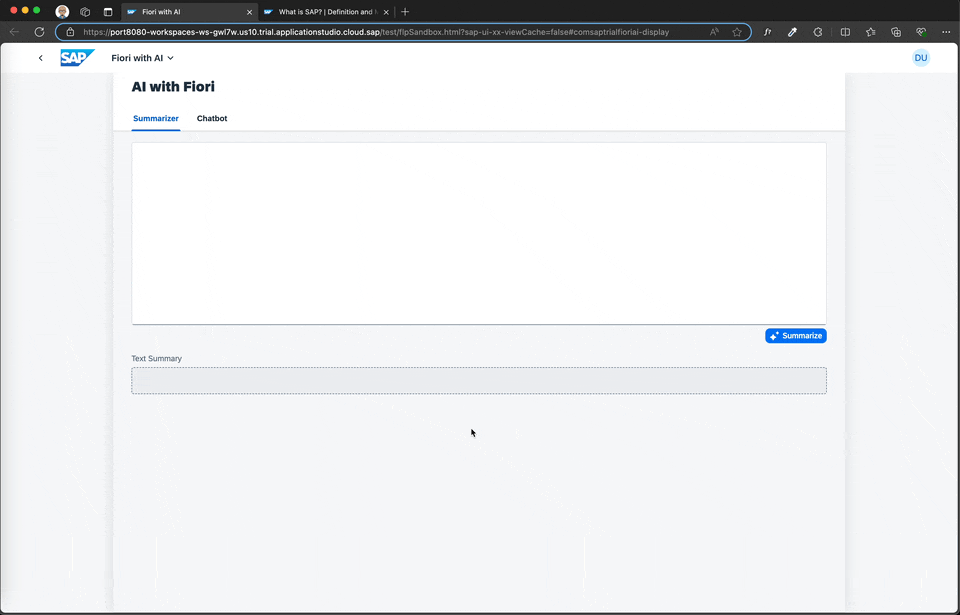 Fiori with AI
What is SAP? | Definition and
https://port8080-workspaces-ws-gwl7w.us10.trial.applicationstudio.cloud.sap/test/flpSandbox.html?sap-ui-xx-viewCache=false#comsaptrialfioriai-display
SAP
Fiori with AI
DU
AI with Fiori
Summarizer
Chatbot
Summarize
Text Summary